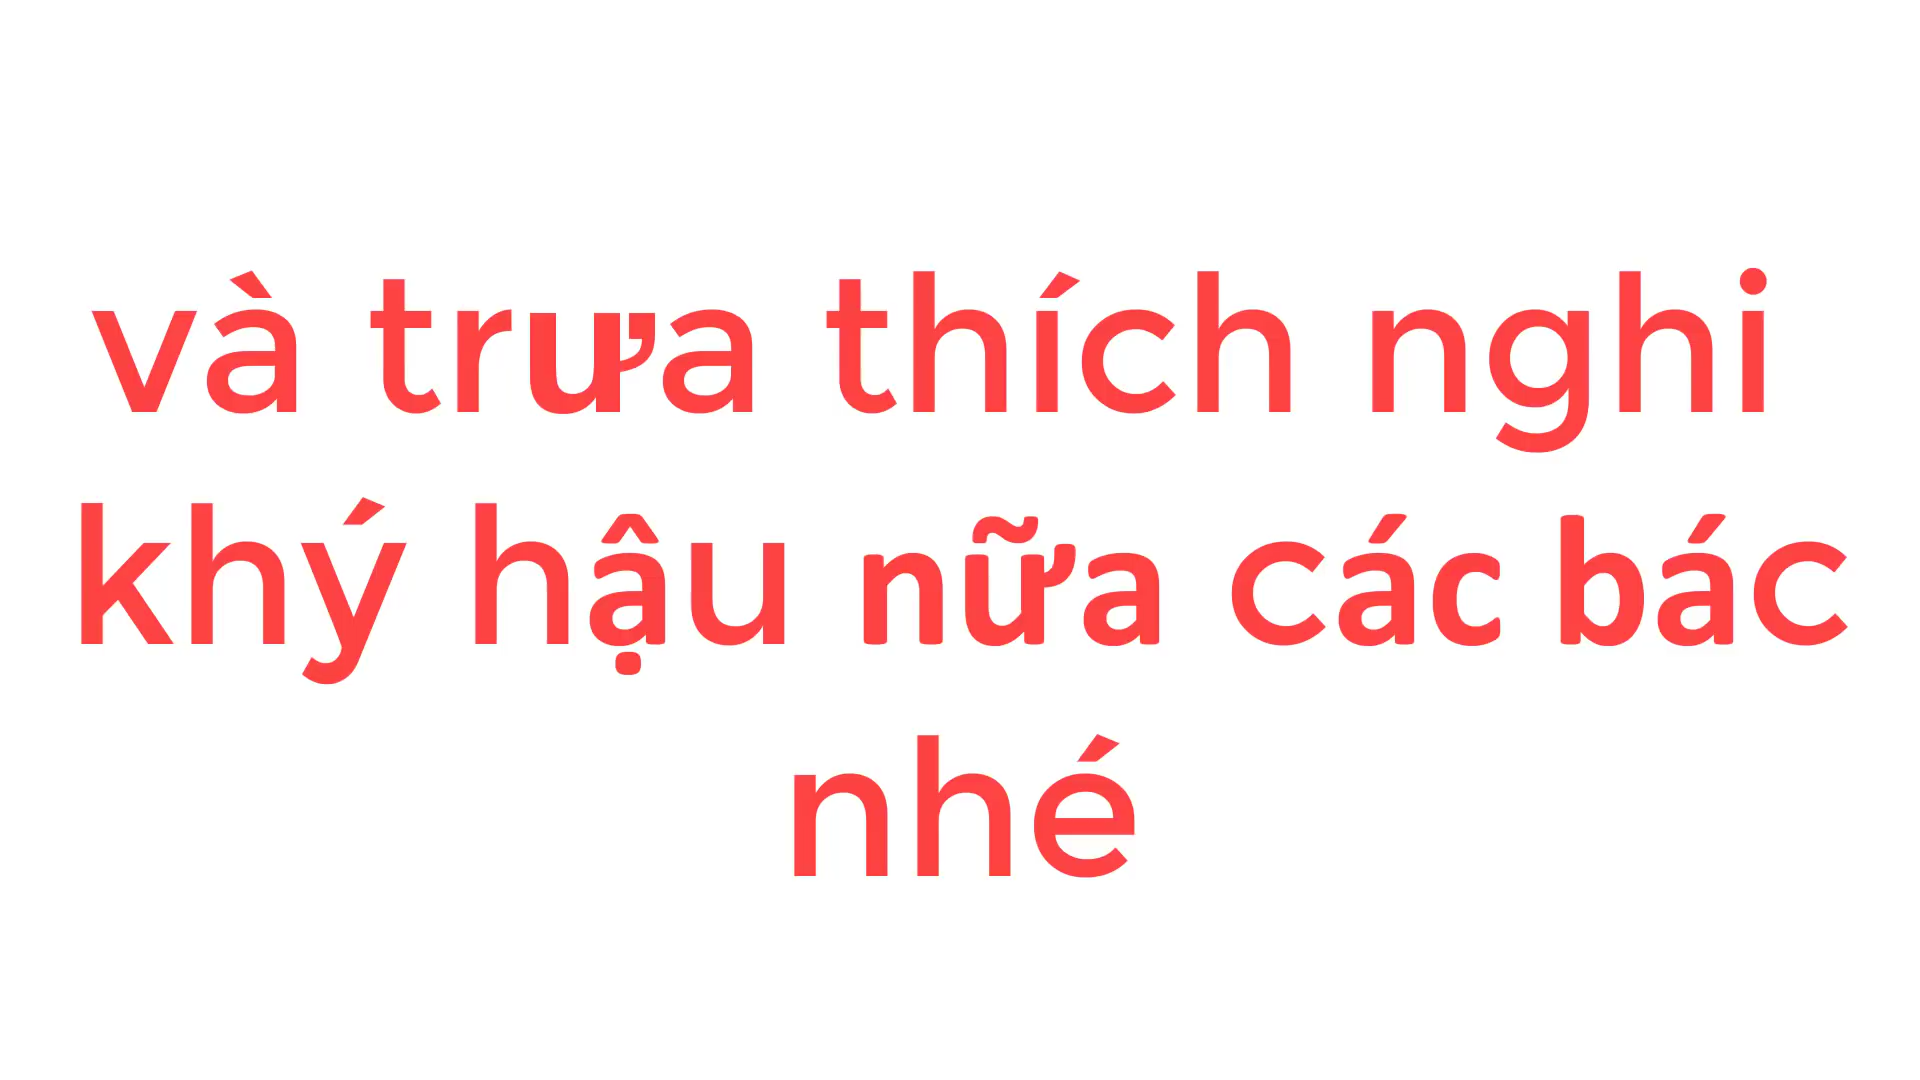 và trưa thích nghi
khý hậu nữa các bác
nhé